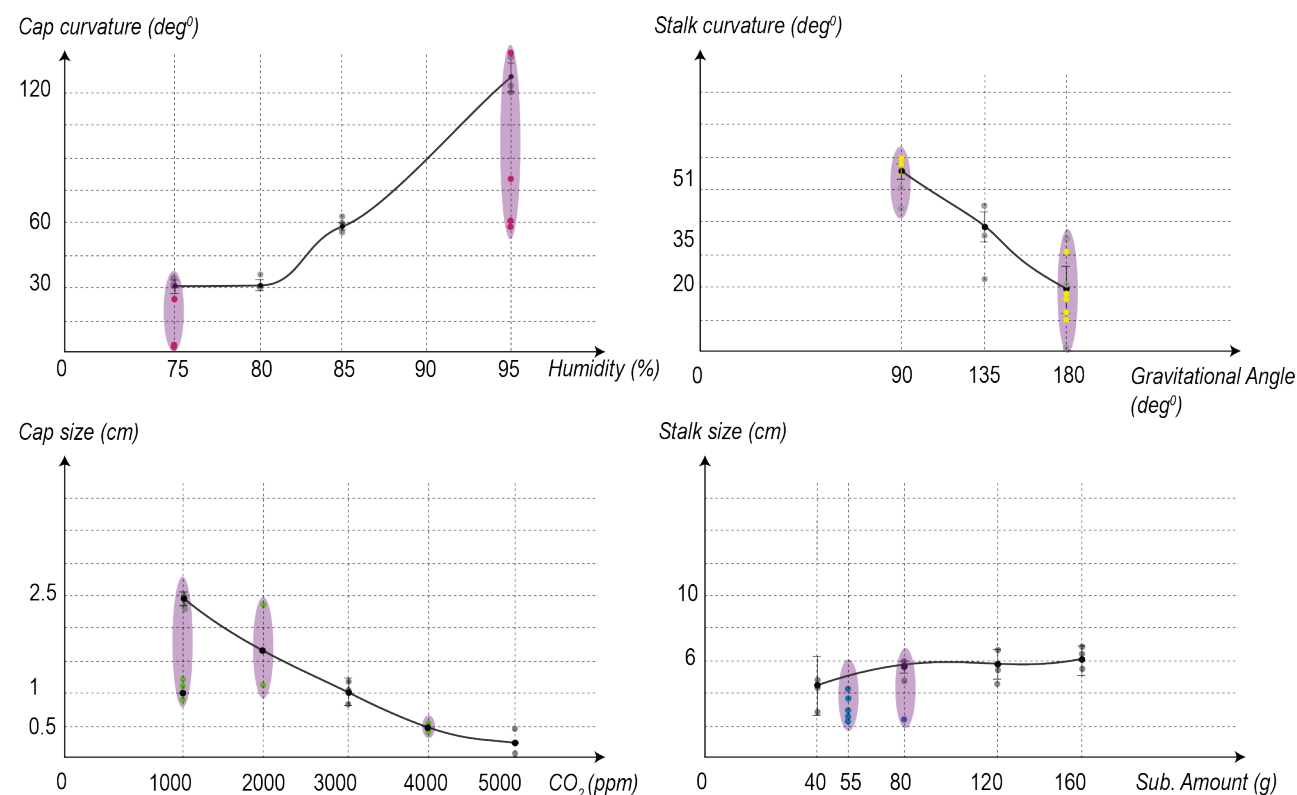 Cap curvature (deg⁰)
120
60
30
0 75 80 85 90 95 Humidity (%)
Stalk curvature (deg⁰)
51
35
20
0 90 135 180 Gravitational Angle
(deg⁰)
Cap size (cm)
2.5
1
0.5
0 1000 2000 3000 4000 5000 CO₂ (ppm)
Stalk size (cm)
10
6
0 40 55 80 120 160 Sub. Amount (g)